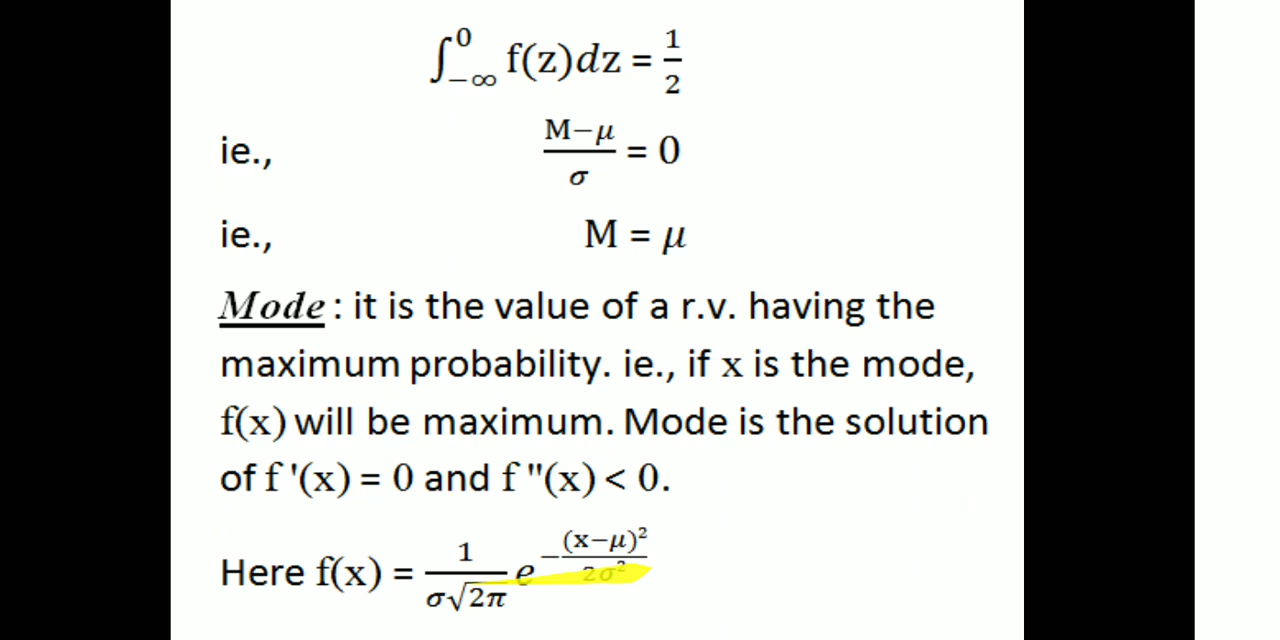 ∫₋∞⁰ f(z)dz = 1/2
ie., (M−μ)/σ = 0
ie., M = μ
Mode : it is the value of a r.v. having the
maximum probability. ie., if x is the mode,
f(x) will be maximum. Mode is the solution
of f '(x) = 0 and f "(x) < 0.
Here f(x) = 1/(σ√2π) e^(−(x−μ)²/2σ²)